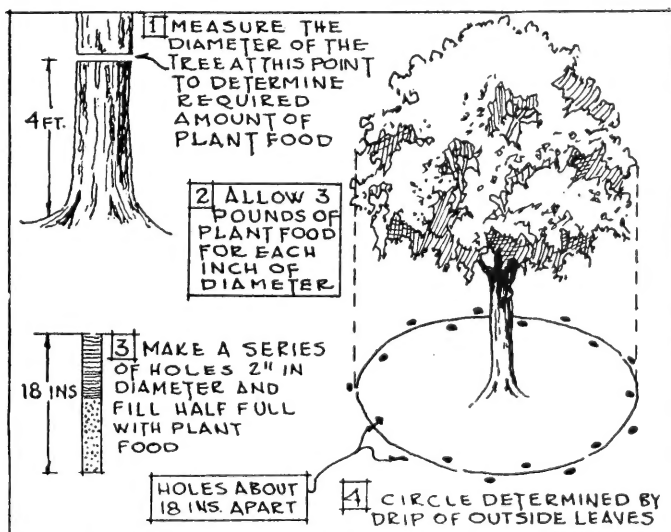 1 MEASURE THE
DIAMETER OF THE
TREE AT THIS POINT
TO DETERMINE
REQUIRED
AMOUNT OF
PLANT FOOD
4 FT.
2 ALLOW 3
POUNDS OF
PLANT FOOD
FOR EACH
INCH OF
DIAMETER
3 MAKE A SERIES
OF HOLES 2" IN
DIAMETER AND
FILL HALF FULL
WITH PLANT
FOOD
18 INS
HOLES ABOUT
18 INS. APART
4 CIRCLE DETERMINED BY
DRIP OF OUTSIDE LEAVES